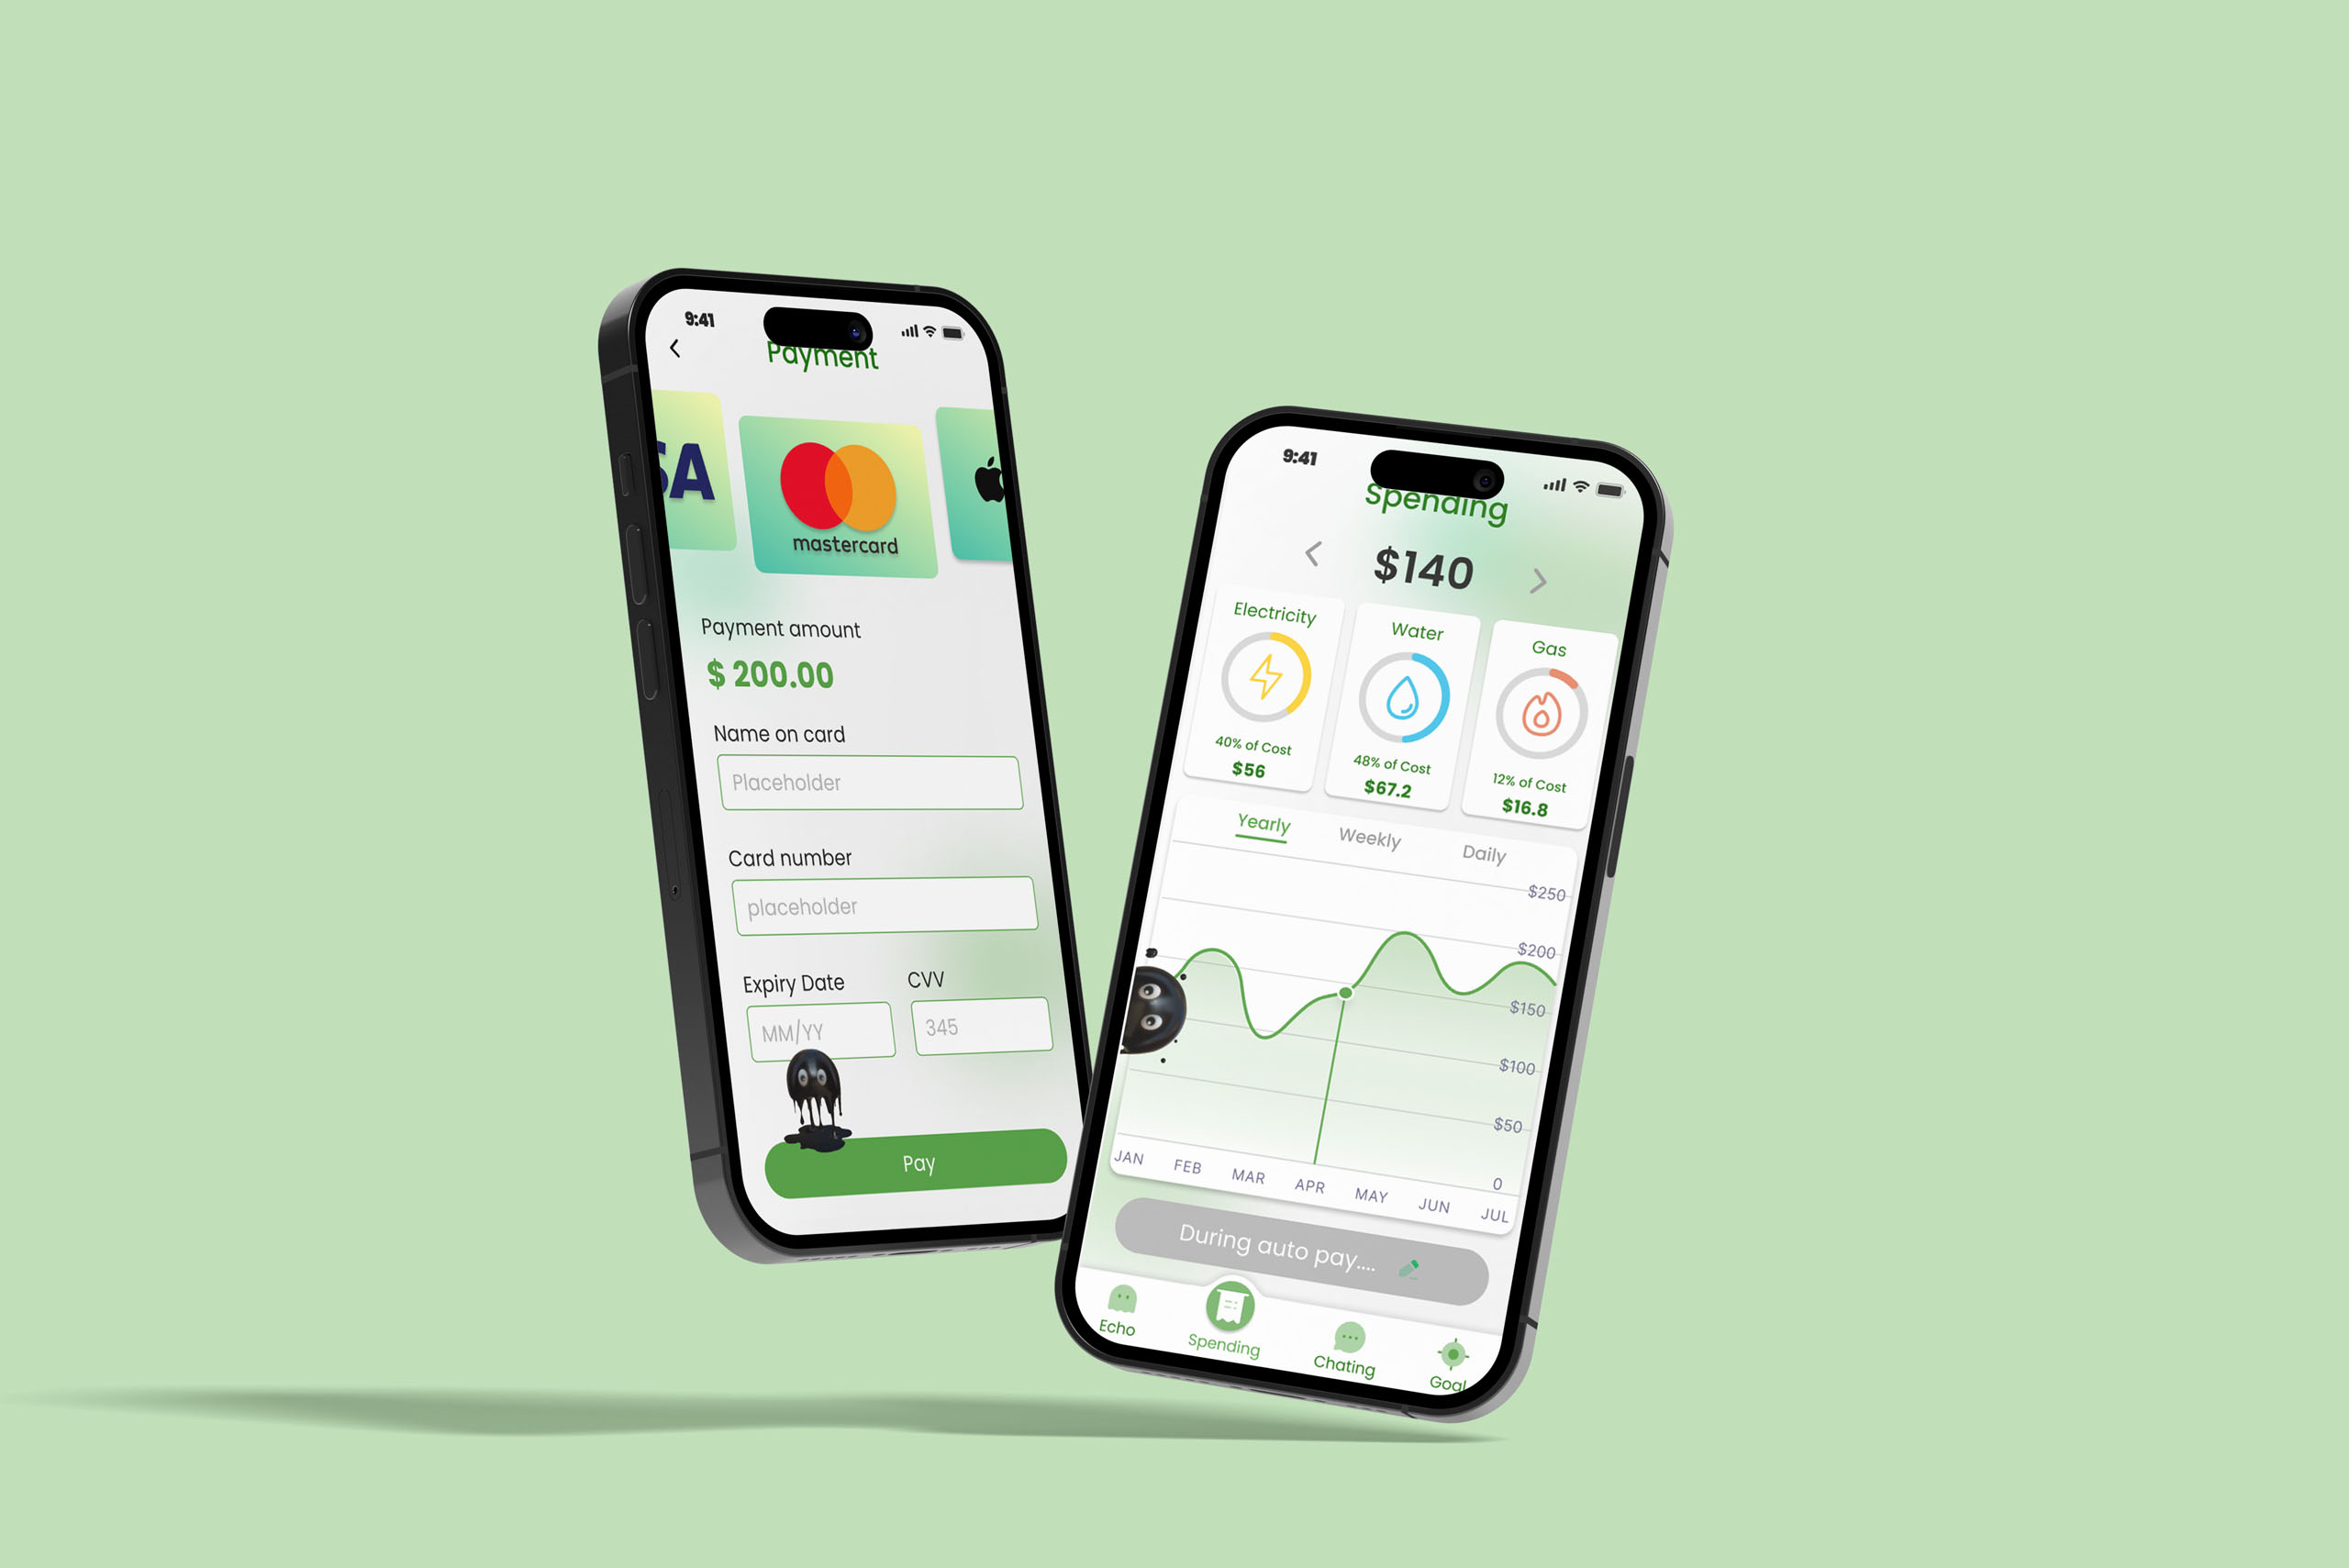 9:41
Payment
SA
mastercard
Payment amount
$ 200.00
Name on card
Placeholder
Card number
placeholder
Expiry Date CVV
MM/YY 345
Pay
9:41
Spending
$140
Electricity Water Gas
40% of Cost 48% of Cost 12% of Cost
$56 $67.2 $16.8
Yearly Weekly Daily
$250
$200
$150
$100
$50
0
JAN FEB MAR APR MAY JUN JUL
During auto pay....
Echo Spending Chating Goal